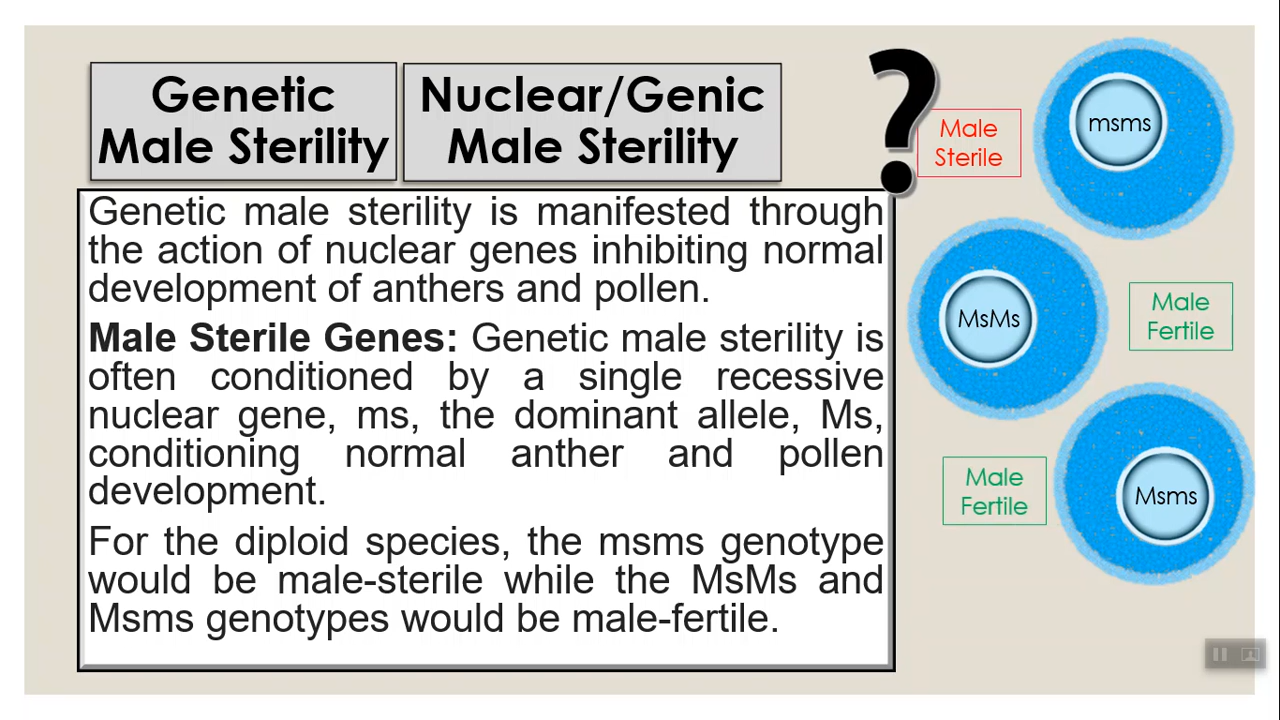 Genetic
Male Sterility
Nuclear/Genic
Male Sterility
?
Genetic male sterility is manifested through
the action of nuclear genes inhibiting normal
development of anthers and pollen.
Male Sterile Genes: Genetic male sterility is
often conditioned by a single recessive
nuclear gene, ms, the dominant allele, Ms,
conditioning normal anther and pollen
development.
For the diploid species, the msms genotype
would be male-sterile while the MsMs and
Msms genotypes would be male-fertile.
Male
Sterile
msms
MsMs
Male
Fertile
Male
Fertile
Msms